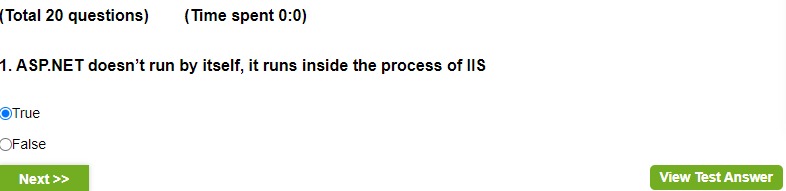 (Total 20 questions) (Time spent 0:0)
1. ASP.NET doesn’t run by itself, it runs inside the process of IIS
True
False
Next >> View Test Answer